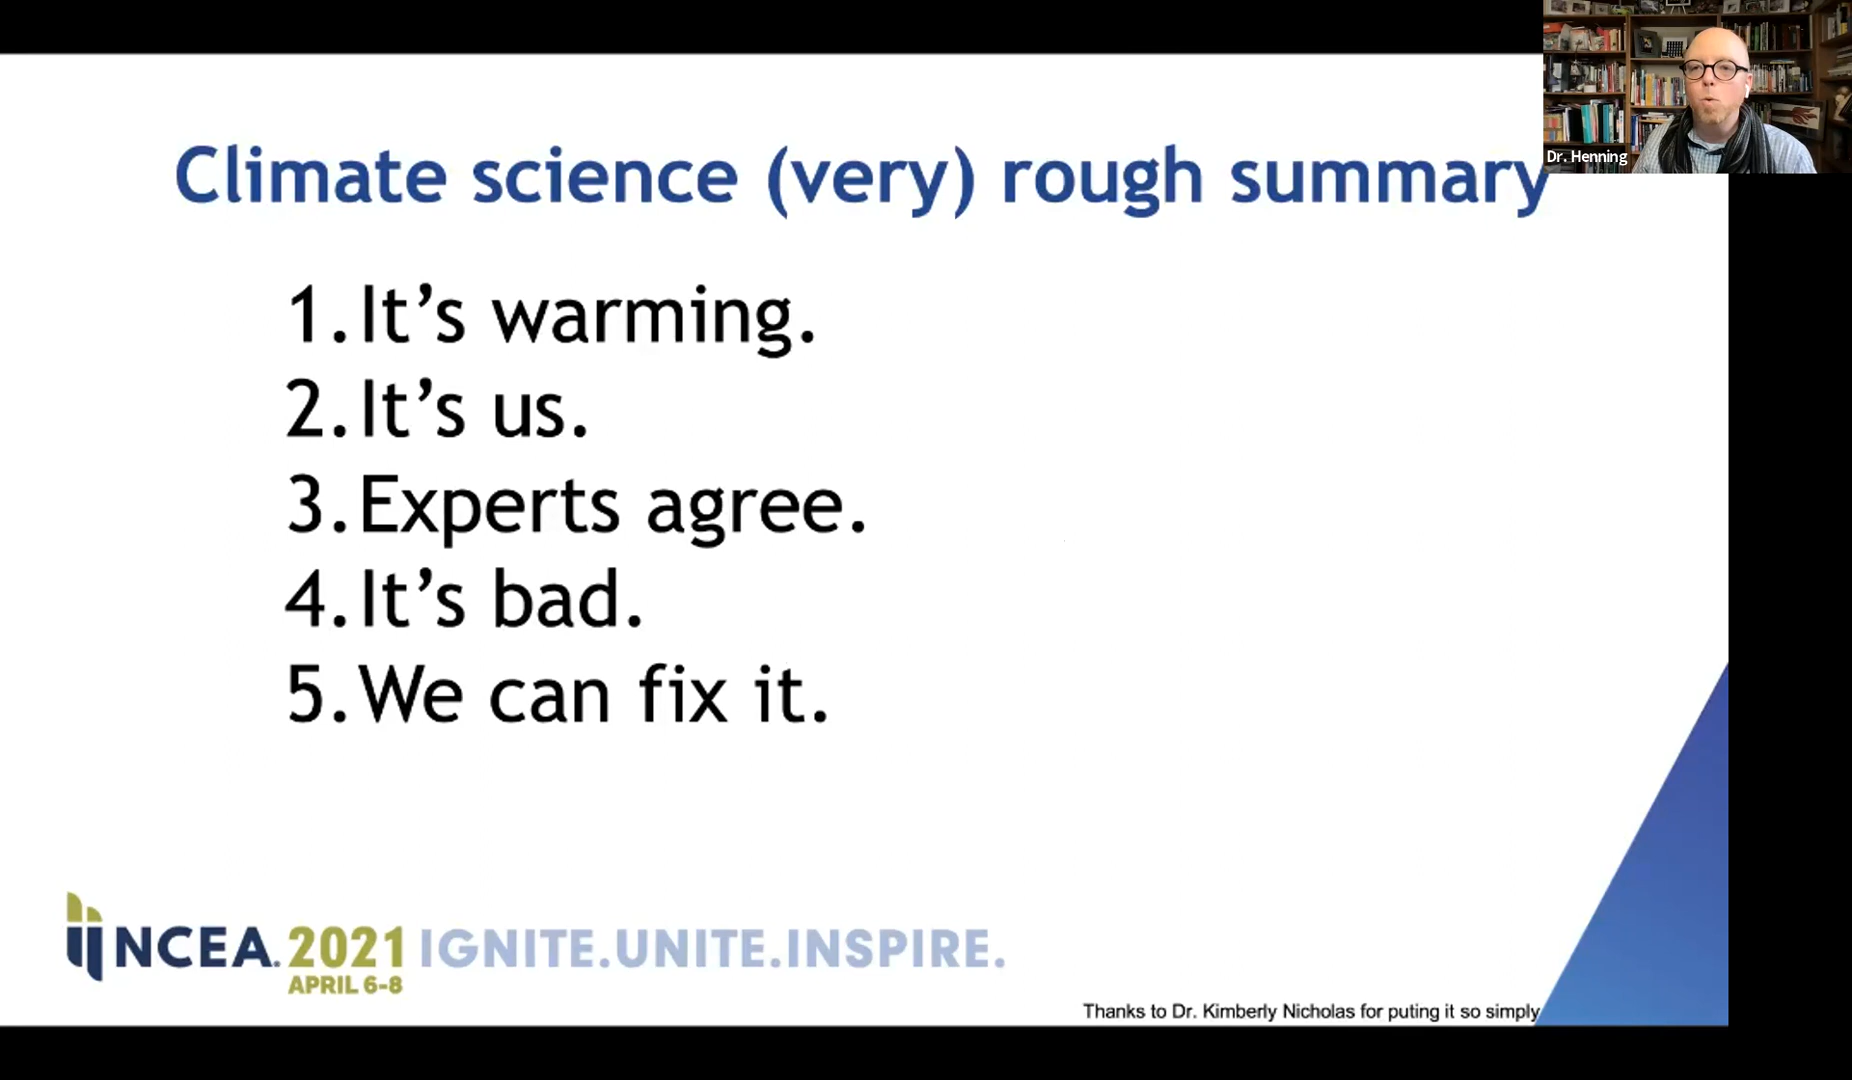 Dr. Henning
Climate science (very) rough summary
1. It's warming.
2. It's us.
3. Experts agree.
4. It's bad.
5. We can fix it.
NCEA. 2021 IGNITE.UNITE.INSPIRE.
APRIL 6-8
Thanks to Dr. Kimberly Nicholas for puting it so simply